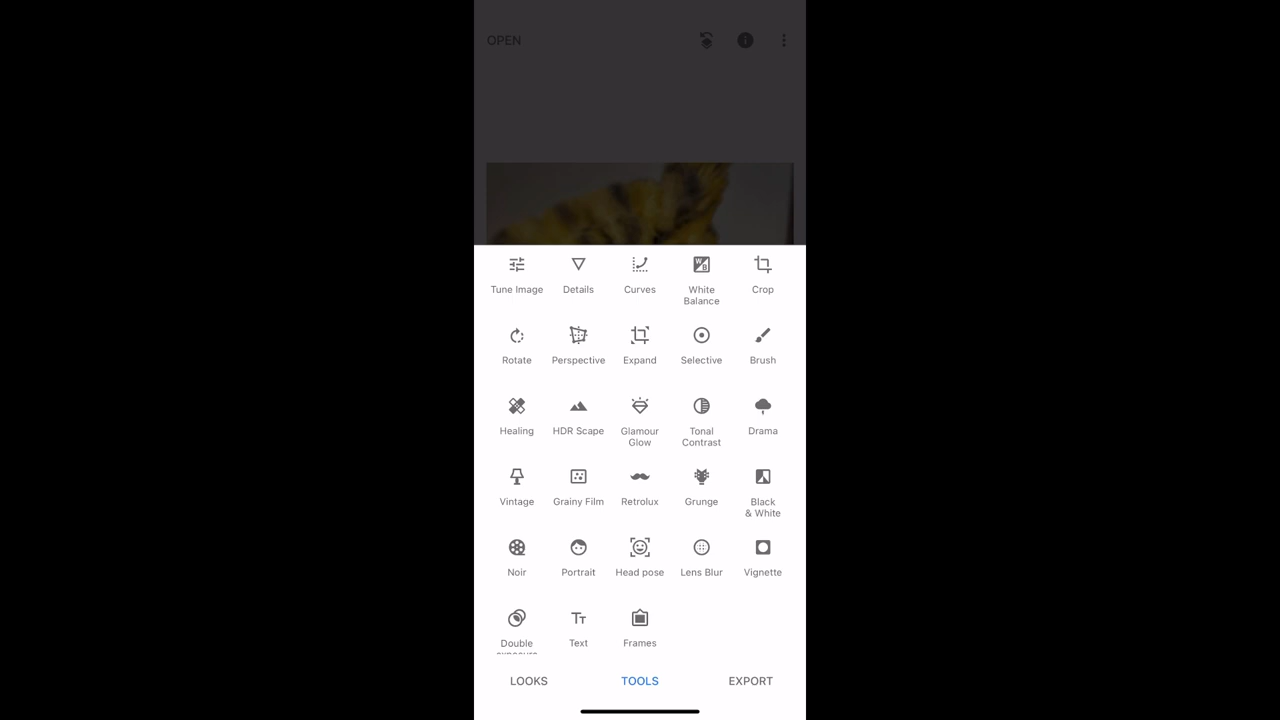 OPEN
Tune Image
Details
Curves
White
Balance
Crop
Rotate
Perspective
Expand
Selective
Brush
Healing
HDR Scape
Glamour
Glow
Tonal
Contrast
Drama
Vintage
Grainy Film
Retrolux
Grunge
Black
& White
Noir
Portrait
Head pose
Lens Blur
Vignette
Double
Text
Frames
LOOKS
TOOLS
EXPORT